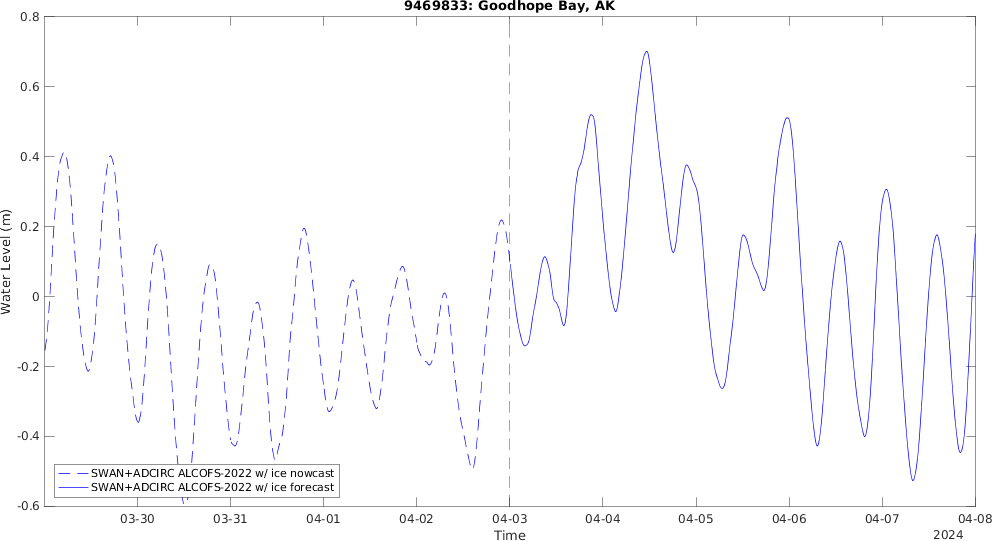 9469833: Goodhope Bay, AK
0.8
0.6
0.4
0.2
0
-0.2
-0.4
-0.6
Water Level (m)
SWAN+ADCIRC ALCOFS-2022 w/ ice nowcast
SWAN+ADCIRC ALCOFS-2022 w/ ice forecast
03-30 03-31 04-01 04-02 04-03 04-04 04-05 04-06 04-07 04-08
Time
2024